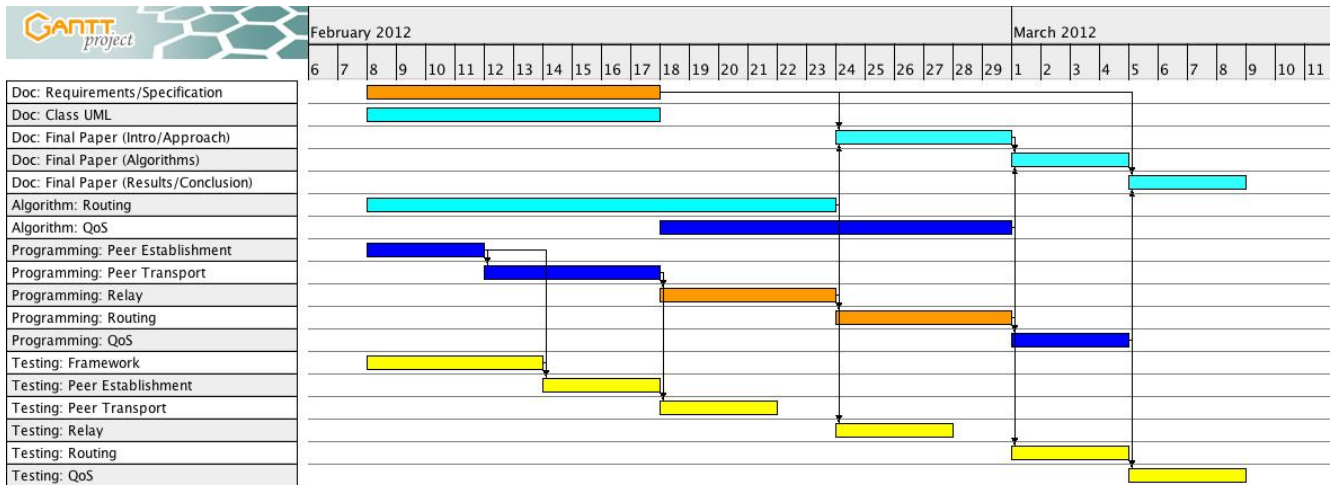 GANTT
project
February 2012
March 2012
6 7 8 9 10 11 12 13 14 15 16 17 18 19 20 21 22 23 24 25 26 27 28 29 1 2 3 4 5 6 7 8 9 10 11
Doc: Requirements/Specification
Doc: Class UML
Doc: Final Paper (Intro/Approach)
Doc: Final Paper (Algorithms)
Doc: Final Paper (Results/Conclusion)
Algorithm: Routing
Algorithm: QoS
Programming: Peer Establishment
Programming: Peer Transport
Programming: Relay
Programming: Routing
Programming: QoS
Testing: Framework
Testing: Peer Establishment
Testing: Peer Transport
Testing: Relay
Testing: Routing
Testing: QoS